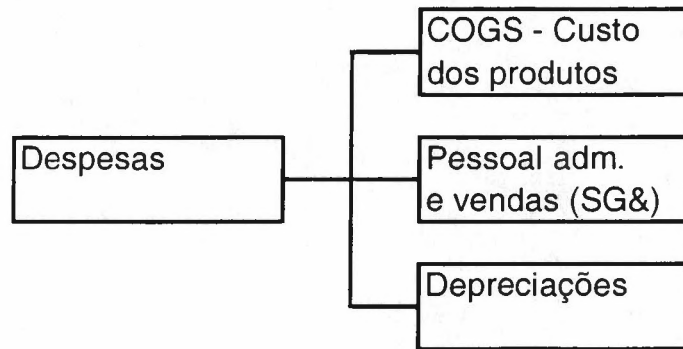 COGS - Custo
dos produtos
Despesas
Pessoal adm.
e vendas (SG&)
Depreciações